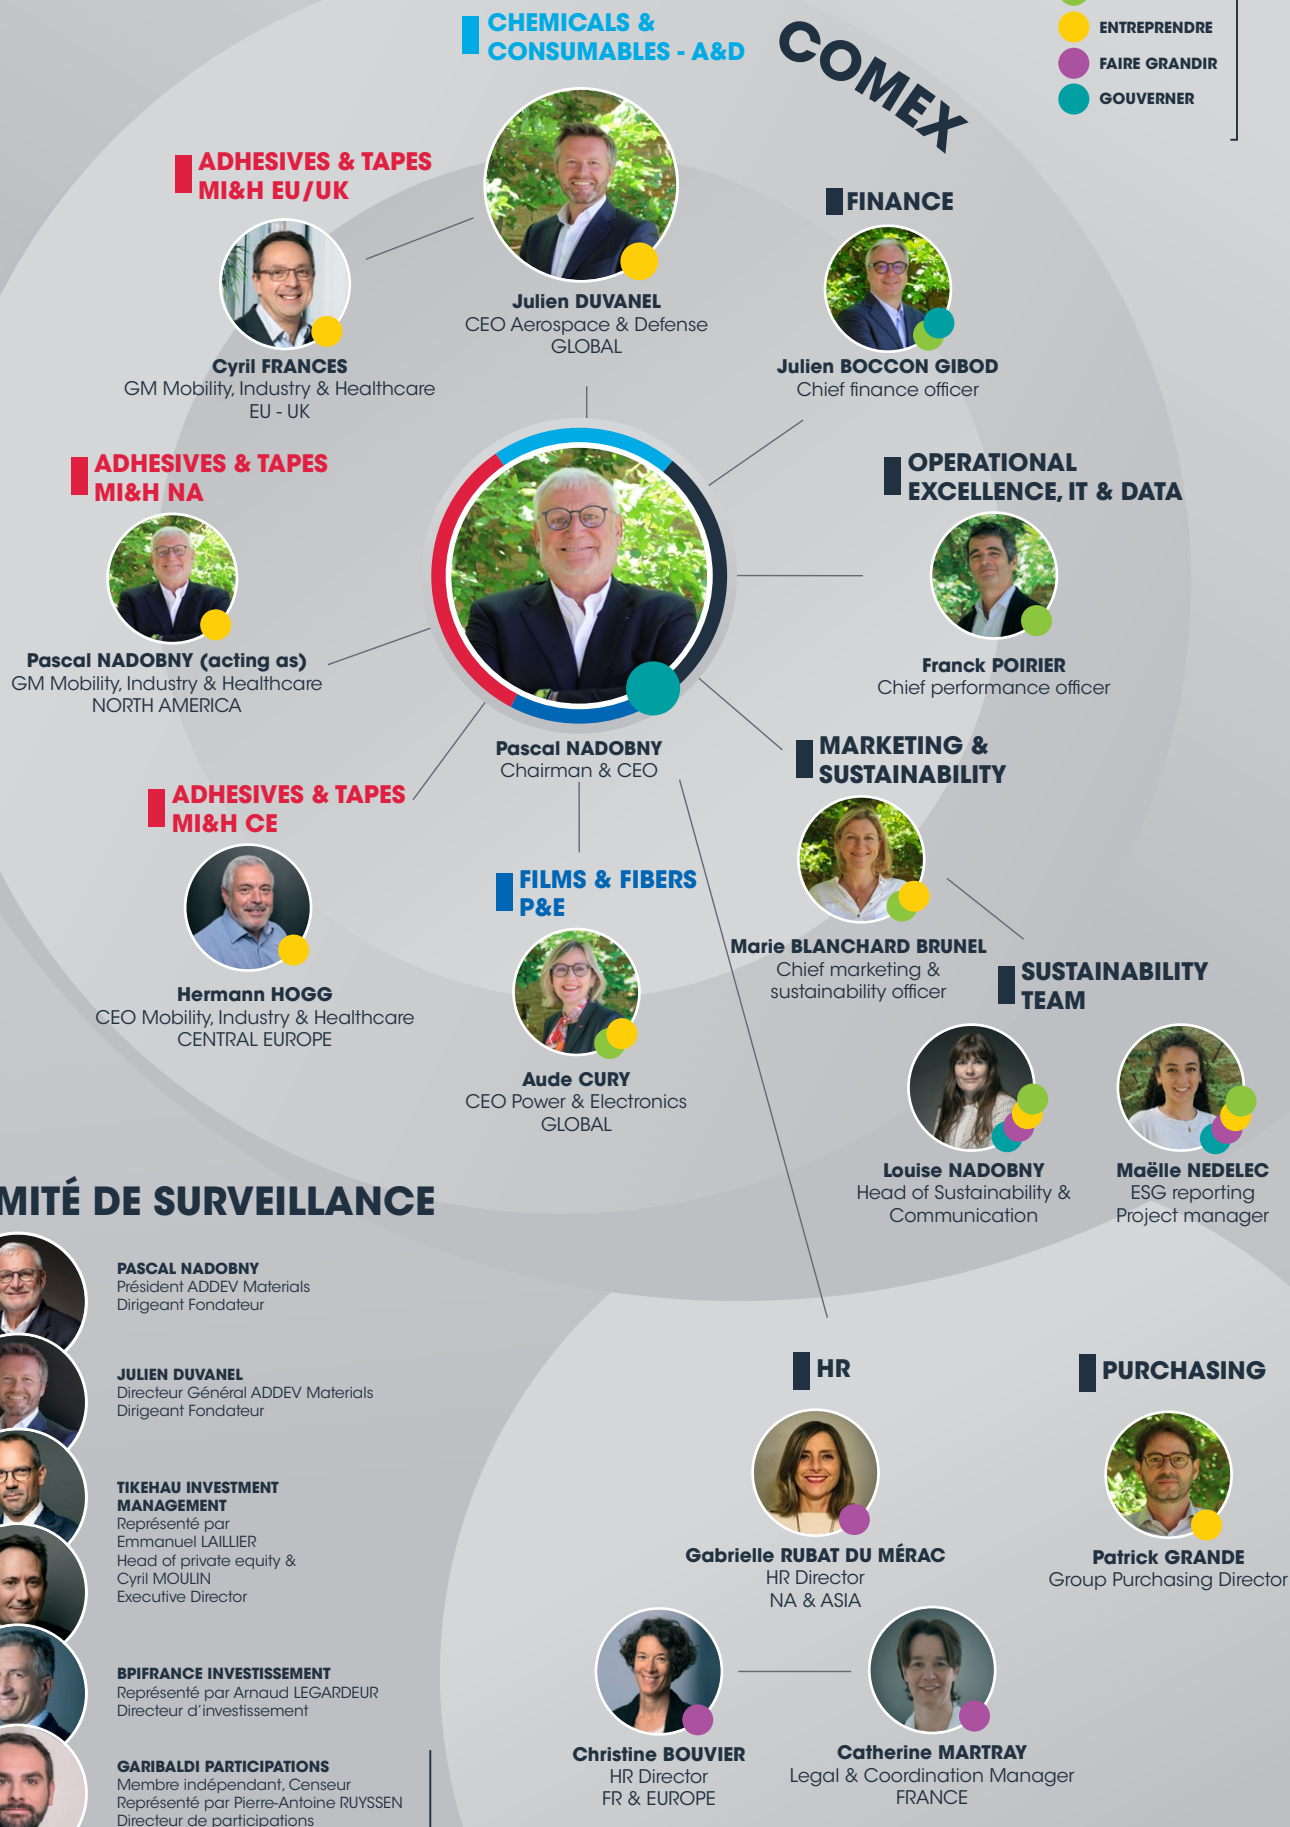 CHEMICALS &
CONSUMABLES - A&D
COMEX
ENTREPRENDRE
FAIRE GRANDIR
GOUVERNER
ADHESIVES & TAPES
MI&H EU/UK
FINANCE
Julien DUVANEL
CEO Aerospace & Defense
GLOBAL
Cyril FRANCES
GM Mobility, Industry & Healthcare
EU - UK
Julien BOCCON GIBOD
Chief finance officer
ADHESIVES & TAPES
MI&H NA
OPERATIONAL
EXCELLENCE, IT & DATA
Pascal NADOBNY (acting as)
GM Mobility, Industry & Healthcare
NORTH AMERICA
Franck POIRIER
Chief performance officer
Pascal NADOBNY
Chairman & CEO
MARKETING &
SUSTAINABILITY
ADHESIVES & TAPES
MI&H CE
FILMS & FIBERS
P&E
Marie BLANCHARD BRUNEL
Chief marketing &
sustainability officer
SUSTAINABILITY
TEAM
Hermann HOGG
CEO Mobility, Industry & Healthcare
CENTRAL EUROPE
Aude CURY
CEO Power & Electronics
GLOBAL
Louise NADOBNY
Head of Sustainability &
Communication
Maëlle NEDELEC
ESG reporting
Project manager
MITÉ DE SURVEILLANCE
PASCAL NADOBNY
Président ADDEV Materials
Dirigeant Fondateur
JULIEN DUVANEL
Directeur Général ADDEV Materials
Dirigeant Fondateur
TIKEHAU INVESTMENT
MANAGEMENT
Représenté par
Emmanuel LAILLIER
Head of private equity &
Cyril MOULIN
Executive Director
BPIFRANCE INVESTISSEMENT
Représenté par Arnaud LEGARDEUR
Directeur d'investissement
GARIBALDI PARTICIPATIONS
Membre indépendant, Censeur
Représenté par Pierre-Antoine RUYSSEN
Directeur de participations
HR
PURCHASING
Gabrielle RUBAT DU MÉRAC
HR Director
NA & ASIA
Patrick GRANDE
Group Purchasing Director
Christine BOUVIER
HR Director
FR & EUROPE
Catherine MARTRAY
Legal & Coordination Manager
FRANCE